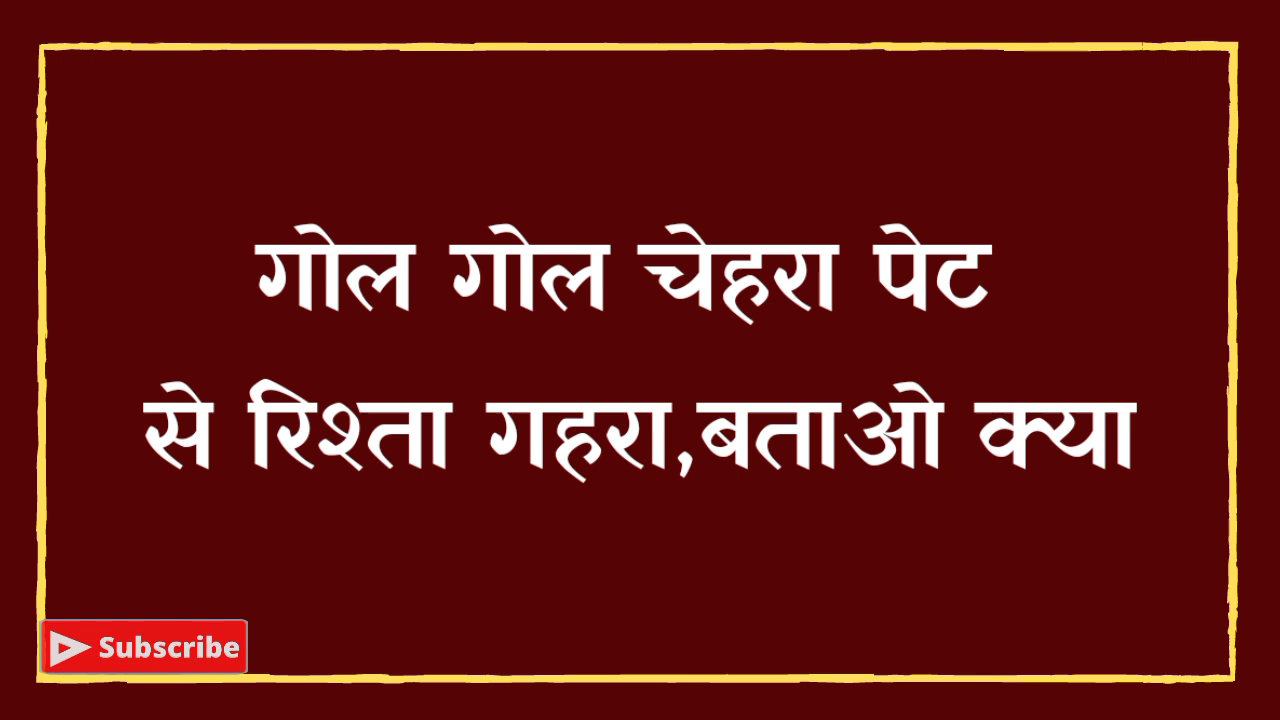 गोल गोल चेहरा पेट
से रिश्ता गहरा,बताओ क्या
Subscribe